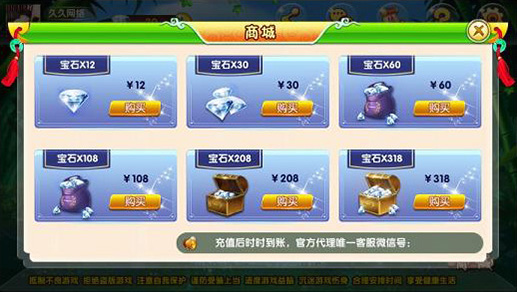 久久网络
商城
宝石X12
宝石X30
宝石X60
￥12
￥30
￥60
购买
购买
购买
宝石X108
宝石X208
宝石X318
￥108
￥208
￥318
购买
购买
购买
充值后时时到账，官方代理唯一客服微信号：
抵制不良游戏·拒绝盗版游戏·注意自我保护·谨防受骗上当·适度游戏益脑·沉迷游戏伤身·合理安排时间·享受健康生活